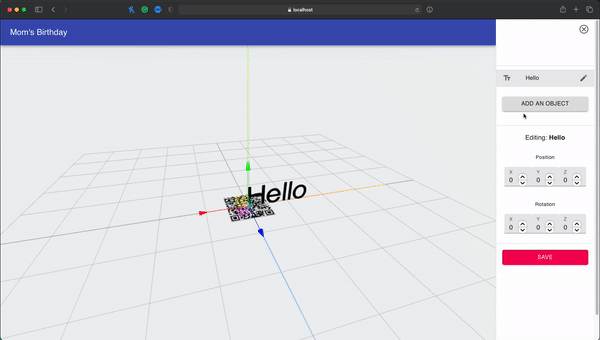 localhost
Mom's Birthday
Hello
ADD AN OBJECT
Editing: Hello
Position
X Y Z
0 0 0
Rotation
X Y Z
0 0 0
SAVE
Hello